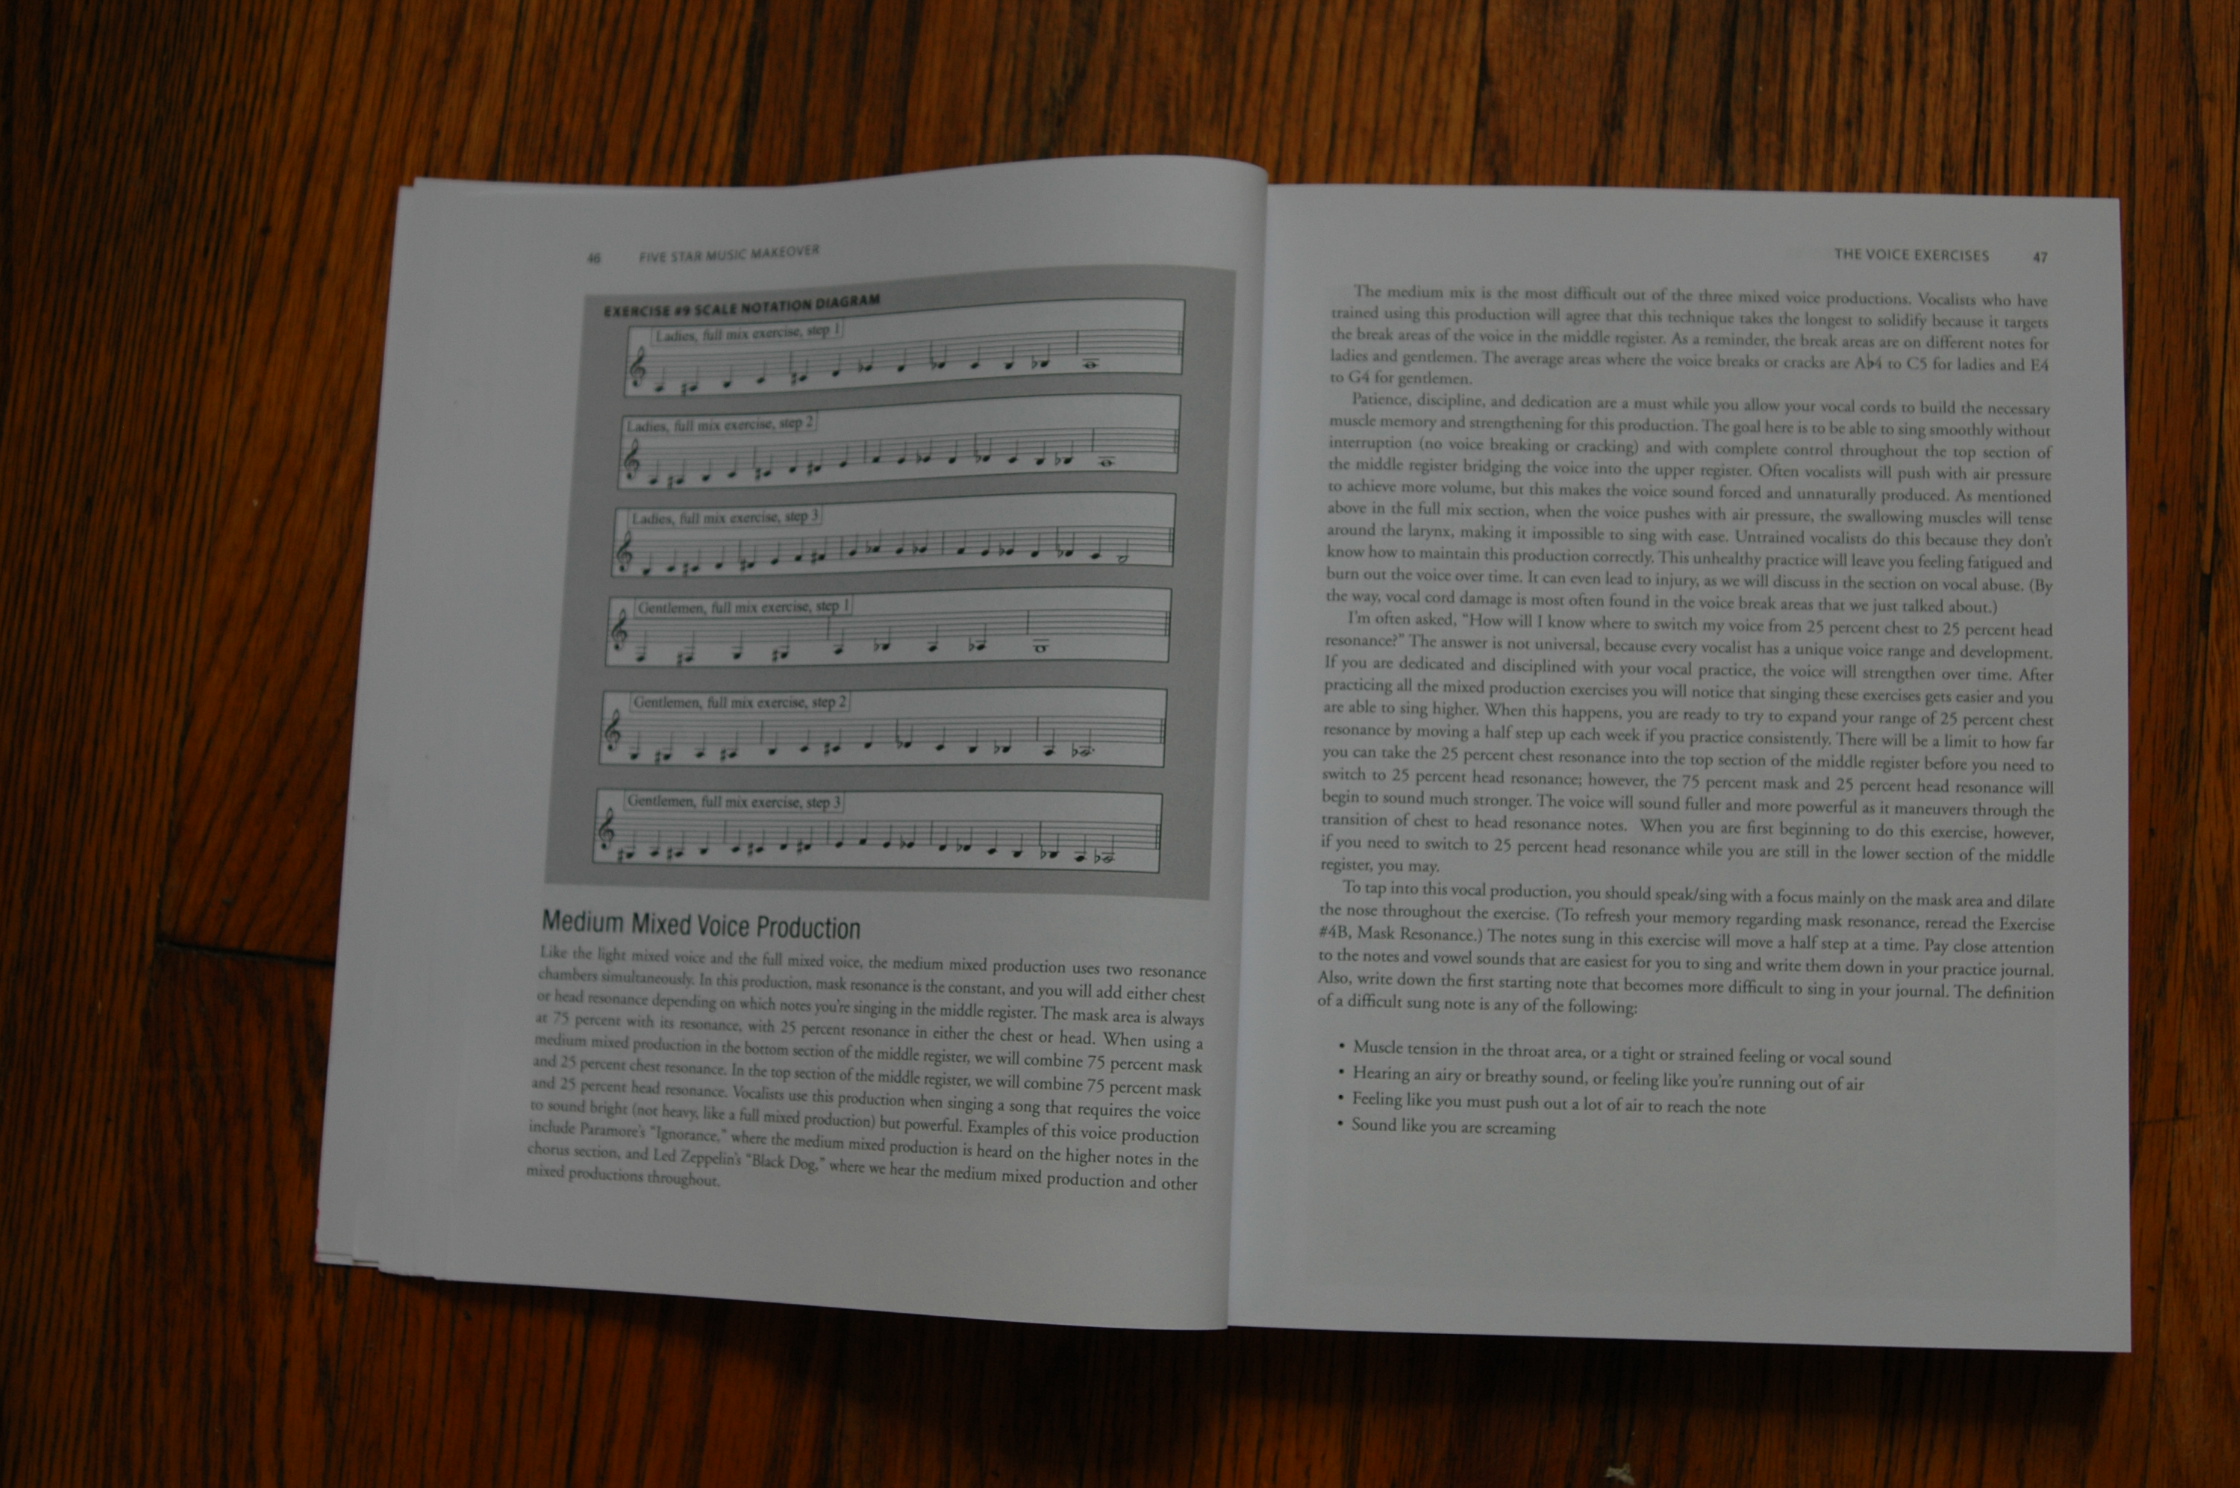 46 FIVE STAR MUSIC MAKEOVER
EXERCISE #9 SCALE NOTATION DIAGRAM
Ladies, full mix exercise, step 1
Ladies, full mix exercise, step 2
Ladies, full mix exercise, step 3
Gentlemen, full mix exercise, step 1
Gentlemen, full mix exercise, step 2
Gentlemen, full mix exercise, step 3
Medium Mixed Voice Production
Like the light mixed voice and the full mixed voice, the medium mixed production uses two resonance
chambers simultaneously. In this production, mask resonance is the constant, and you will add either chest
or head resonance depending on which notes you're singing in the middle register. The mask area is always
at 75 percent with its resonance, with 25 percent resonance in either the chest or head. When using a
medium mixed production in the bottom section of the middle register, we will combine 75 percent mask
and 25 percent chest resonance. In the top section of the middle register, we will combine 75 percent mask
and 25 percent head resonance. Vocalists use this production when singing a song that requires the voice
to sound bright (not heavy, like a full mixed production) but powerful. Examples of this voice production
include Paramore's "Ignorance," where the medium mixed production is heard on the higher notes in the
chorus section, and Led Zeppelin's "Black Dog," where we hear the medium mixed production and other
mixed productions throughout.
THE VOICE EXERCISES 47
The medium mix is the most difficult out of the three mixed voice productions. Vocalists who have
trained using this production will agree that this technique takes the longest to solidify because it targets
the break areas of the voice in the middle register. As a reminder, the break areas are on different notes for
ladies and gentlemen. The average areas where the voice breaks or cracks are A♭4 to C5 for ladies and E4
to G4 for gentlemen.
Patience, discipline, and dedication are a must while you allow your vocal cords to build the necessary
muscle memory and strengthening for this production. The goal here is to be able to sing smoothly without
interruption (no voice breaking or cracking) and with complete control throughout the top section of
the middle register bridging the voice into the upper register. Often vocalists will push with air pressure
to achieve more volume, but this makes the voice sound forced and unnaturally produced. As mentioned
above in the full mix section, when the voice pushes with air pressure, the swallowing muscles will tense
around the larynx, making it impossible to sing with ease. Untrained vocalists do this because they don't
know how to maintain this production correctly. This unhealthy practice will leave you feeling fatigued and
burn out the voice over time. It can even lead to injury, as we will discuss in the section on vocal abuse. (By
the way, vocal cord damage is most often found in the voice break areas that we just talked about.)
I'm often asked, "How will I know where to switch my voice from 25 percent chest to 25 percent head
resonance?" The answer is not universal, because every vocalist has a unique voice range and development.
If you are dedicated and disciplined with your vocal practice, the voice will strengthen over time. After
practicing all the mixed production exercises you will notice that singing these exercises gets easier and you
are able to sing higher. When this happens, you are ready to try to expand your range of 25 percent chest
resonance by moving a half step up each week if you practice consistently. There will be a limit to how far
you can take the 25 percent chest resonance into the top section of the middle register before you need to
switch to 25 percent head resonance; however, the 75 percent mask and 25 percent head resonance will
begin to sound much stronger. The voice will sound fuller and more powerful as it maneuvers through the
transition of chest to head resonance notes. When you are first beginning to do this exercise, however,
if you need to switch to 25 percent head resonance while you are still in the lower section of the middle
register, you may.
To tap into this vocal production, you should speak/sing with a focus mainly on the mask area and dilate
the nose throughout the exercise. (To refresh your memory regarding mask resonance, reread the Exercise
#4B, Mask Resonance.) The notes sung in this exercise will move a half step at a time. Pay close attention
to the notes and vowel sounds that are easiest for you to sing and write them down in your practice journal.
Also, write down the first starting note that becomes more difficult to sing in your journal. The definition
of a difficult sung note is any of the following:
• Muscle tension in the throat area, or a tight or strained feeling or vocal sound
• Hearing an airy or breathy sound, or feeling like you're running out of air
• Feeling like you must push out a lot of air to reach the note
• Sound like you are screaming